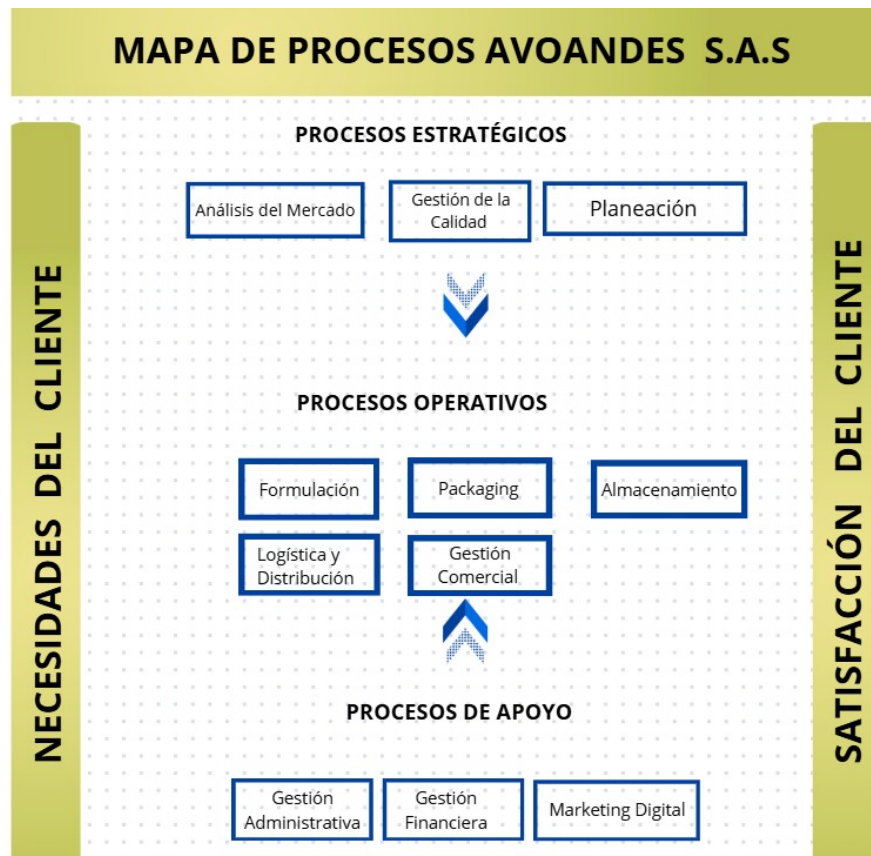 MAPA DE PROCESOS AVOANDES S.A.S
NECESIDADES DEL CLIENTE
PROCESOS ESTRATÉGICOS
Análisis del Mercado
Gestión de la
Calidad
Planeación
PROCESOS OPERATIVOS
Formulación
Packaging
Almacenamiento
Logística y
Distribución
Gestión
Comercial
PROCESOS DE APOYO
Gestión
Administrativa
Gestión
Financiera
Marketing Digital
SATISFACCIÓN DEL CLIENTE